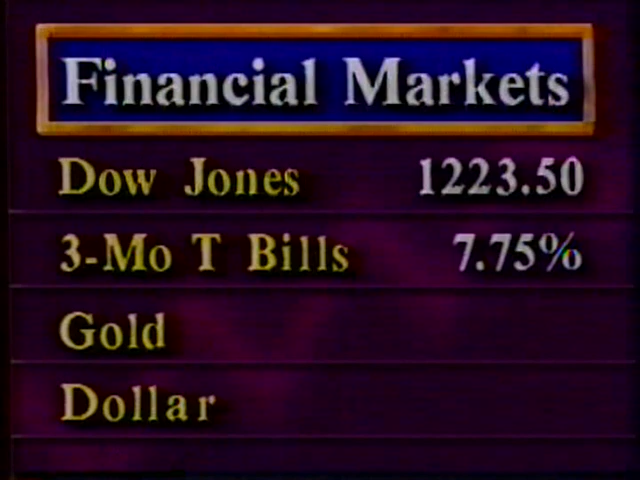 Financial Markets
Dow Jones 1223.50
3-Mo T Bills 7.75%
Gold
Dollar